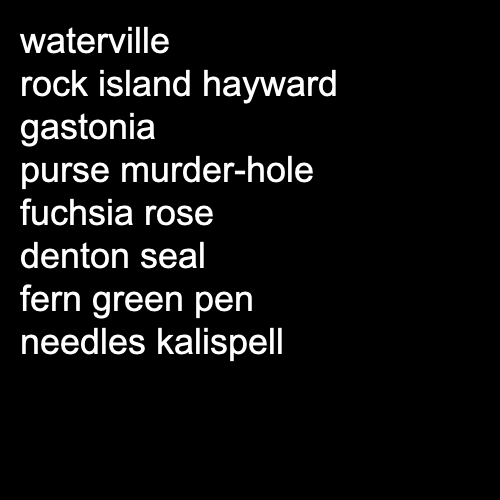 waterville
rock island hayward
gastonia
purse murder-hole
fuchsia rose
denton seal
fern green pen
needles kalispell